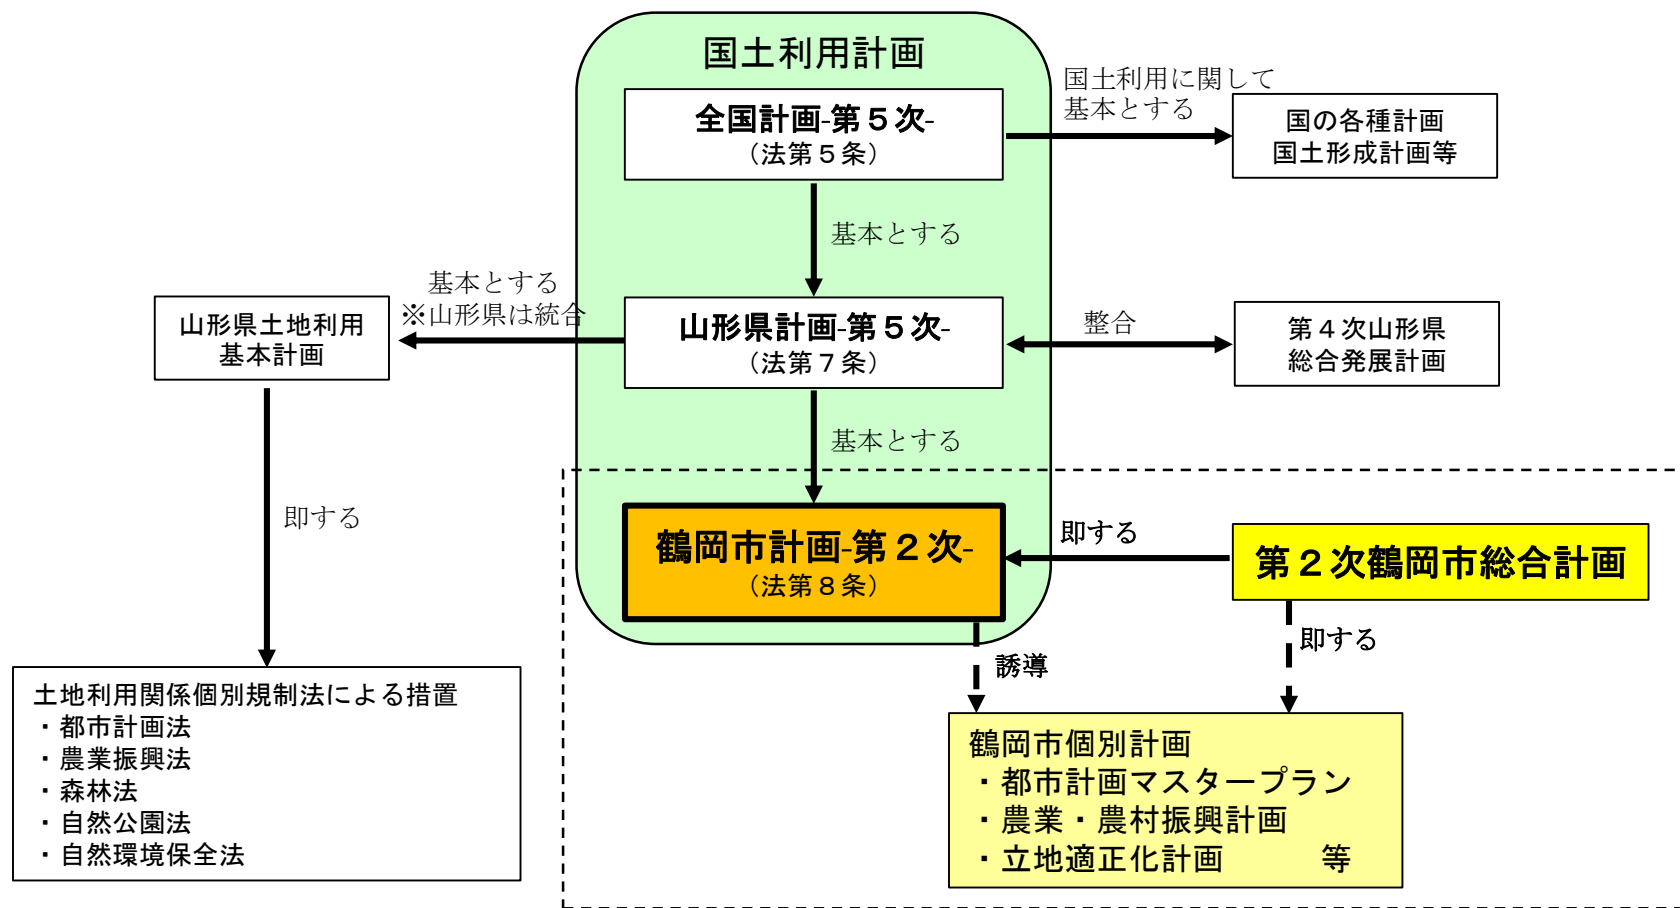 国土利用計画
全国計画-第５次-
（法第５条）
国土利用に関して
基本とする
国の各種計画
国土形成計画等
基本とする
基本とする
※山形県は統合
山形県土地利用
基本計画
山形県計画-第５次-
（法第７条）
整合
第４次山形県
総合発展計画
基本とする
即する
鶴岡市計画-第２次-
（法第８条）
即する
第２次鶴岡市総合計画
誘導
即する
土地利用関係個別規制法による措置
・都市計画法
・農業振興法
・森林法
・自然公園法
・自然環境保全法
鶴岡市個別計画
・都市計画マスタープラン
・農業・農村振興計画
・立地適正化計画　　　等